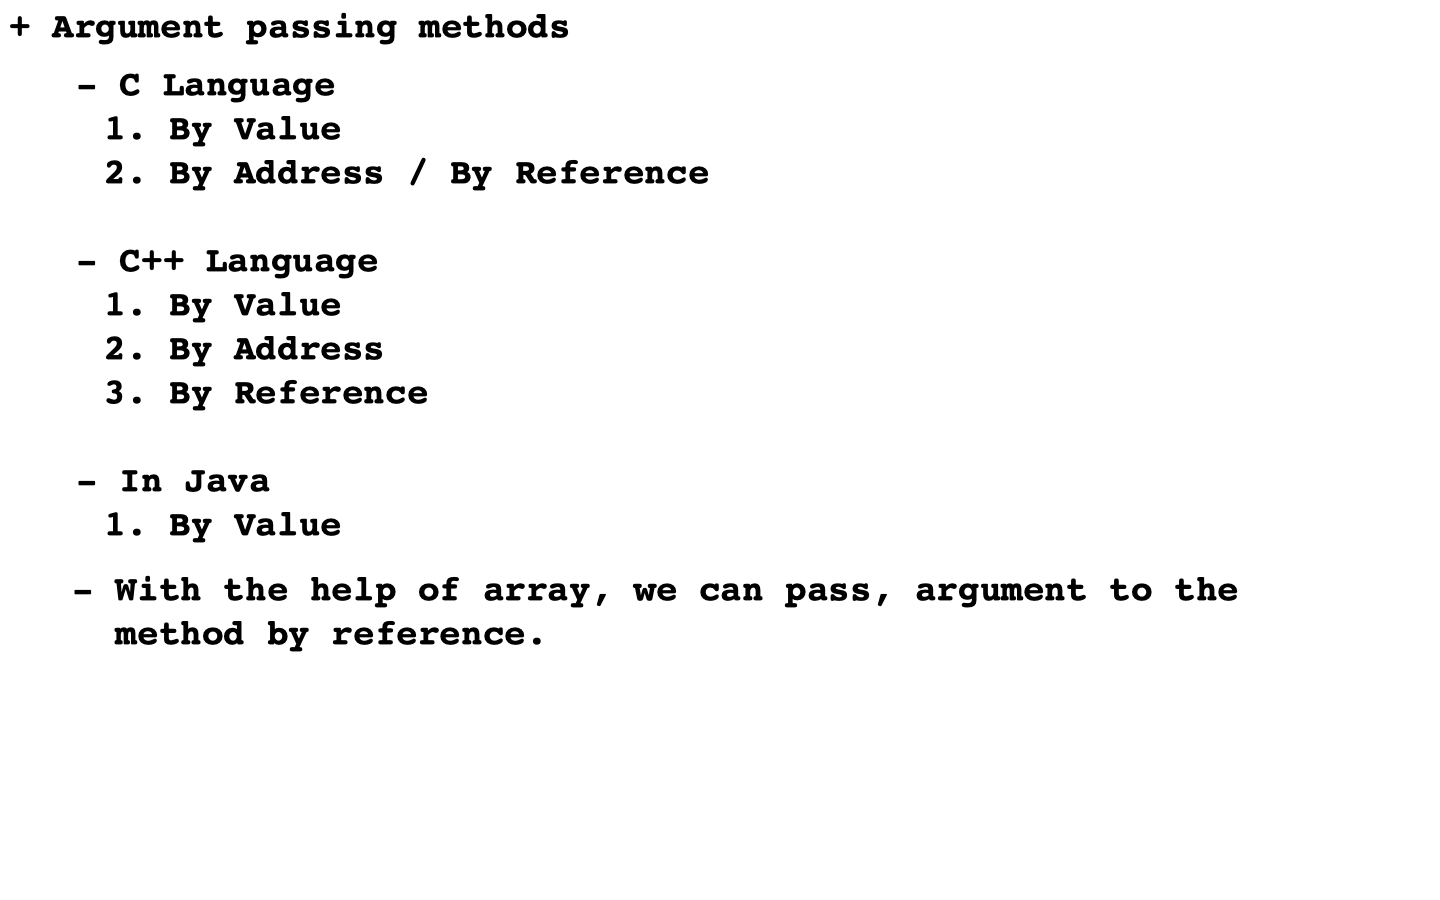 + Argument passing methods
- C Language
1. By Value
2. By Address / By Reference
- C++ Language
1. By Value
2. By Address
3. By Reference
- In Java
1. By Value
- With the help of array, we can pass, argument to the
method by reference.